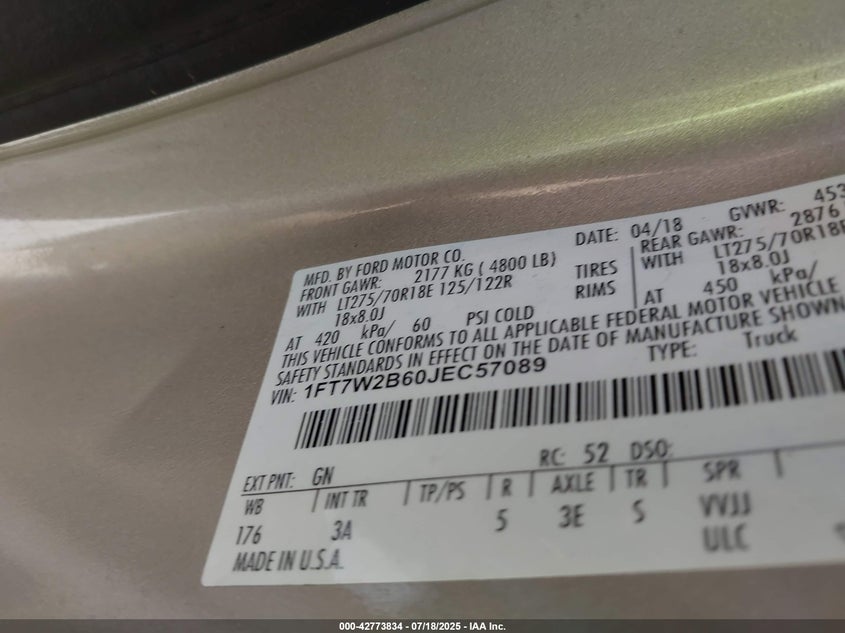 MFD. BY FORD MOTOR CO.
DATE: 04/18 GVWR: 453
FRONT GAWR: 2177 KG ( 4800 LB)
REAR GAWR: 2876
WITH LT275/70R18E 125/122R TIRES WITH LT275/70R18E
18x8.0J RIMS 18x8.0J
AT 420 kPa/ 60 PSI COLD AT 450 kPa/
THIS VEHICLE CONFORMS TO ALL APPLICABLE FEDERAL MOTOR VEHICLE
SAFETY STANDARDS IN EFFECT ON THE DATE OF MANUFACTURE SHOWN
VIN: 1FT7W2B60JEC57089 TYPE: Truck
EXT PNT: GN RC: 52 DSO:
WB INT TR TP/PS R AXLE TR SPR
176 3A 5 3E S VVJJ
MADE IN U.S.A. ULC
000-42773834 / 07/18/2025 - IAA Inc.